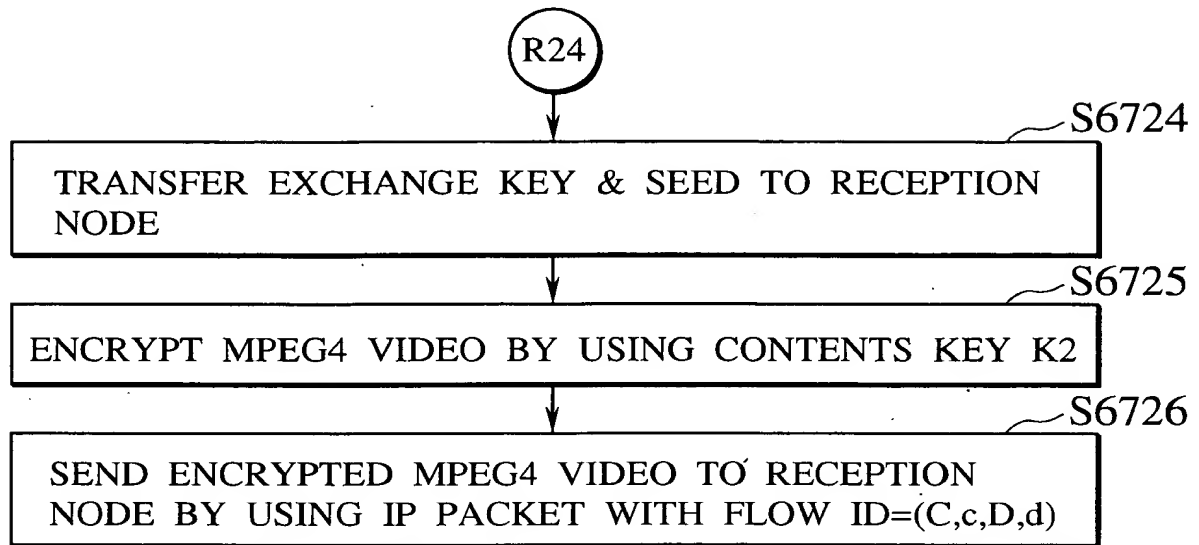 R24
S6724
TRANSFER EXCHANGE KEY & SEED TO RECEPTION
NODE
S6725
ENCRYPT MPEG4 VIDEO BY USING CONTENTS KEY K2
S6726
SEND ENCRYPTED MPEG4 VIDEO TO RECEPTION
NODE BY USING IP PACKET WITH FLOW ID=(C,c,D,d)